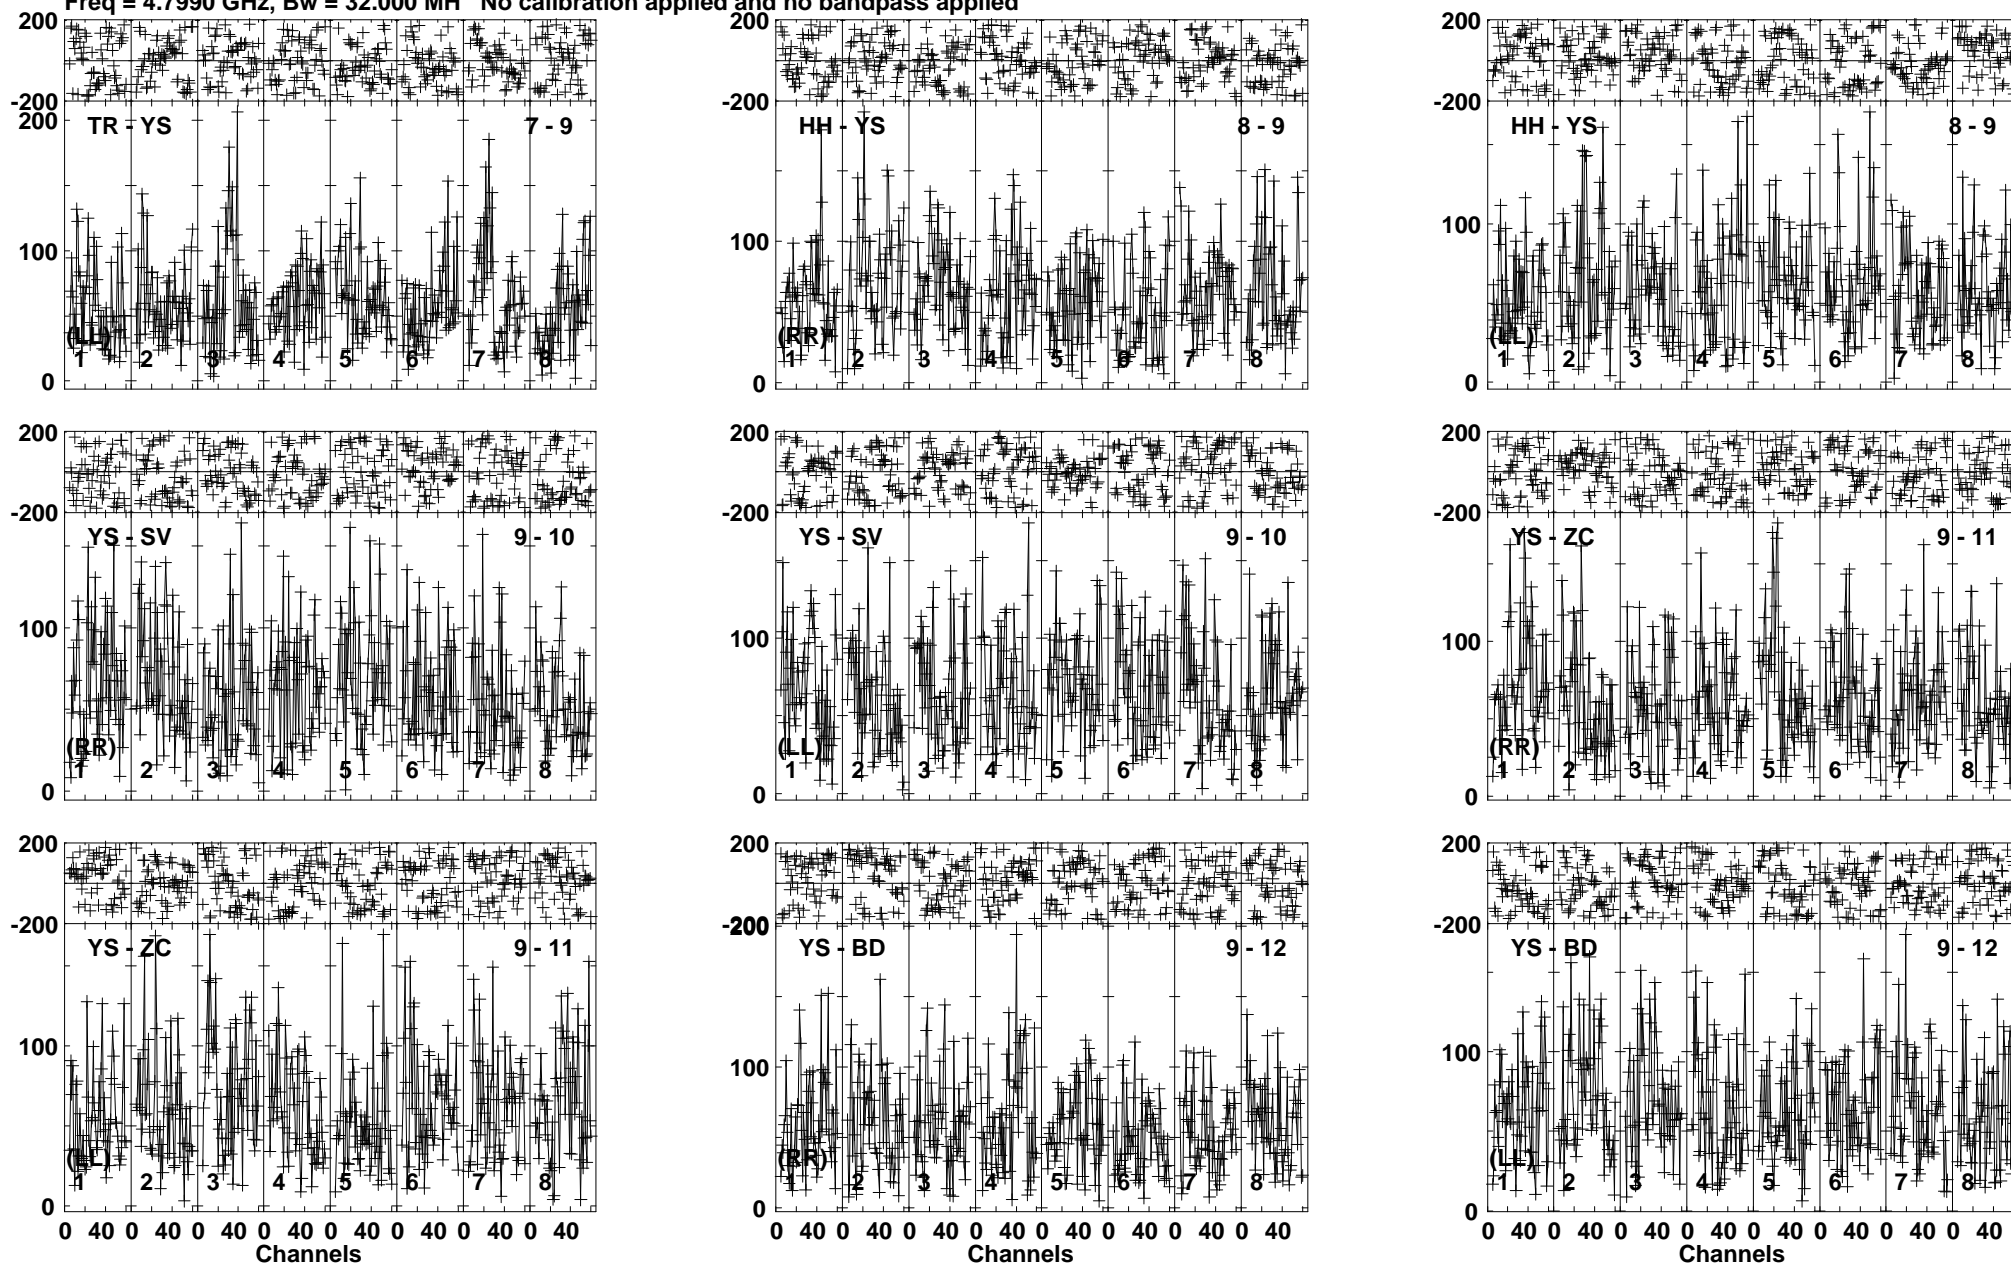 Freq = 4.7990 GHz, Bw = 32.000 MH No calibration applied and no bandpass applied
200 200 200
-200 -200 -200
200 TR - YS 7 - 9 HH - YS 8 - 9 HH - YS 8 - 9
100 100 100
(LL) (RR) (LL)
1 2 3 4 5 6 7 8 1 2 3 4 5 6 7 8 1 2 3 4 5 6 7 8
0 0 0
200 200 200
-200 -200 -200
YS - SV 9 - 10 YS - SV 9 - 10 YS - ZC 9 - 11
100 100 100
(RR) (LL) (RR)
1 2 3 4 5 6 7 8 1 2 3 4 5 6 7 8 1 2 3 4 5 6 7 8
0 0 0
200 200 200
-200 -200 200 -200
YS - ZC 9 - 11 YS - BD 9 - 12 YS - BD 9 - 12
100 100 100
(LL) (RR) (LL)
1 2 3 4 5 6 7 8 1 2 3 4 5 6 7 8 1 2 3 4 5 6 7 8
0 0 0
0 40 0 40 0 40 0 40 0 40 0 40 0 40 0 40 0 40 0 40 0 40 0 40 0 40 0 40 0 40 0 40 0 40 0 40 0 40 0 40 0 40 0 40 0 40 0 40
Channels Channels Channels